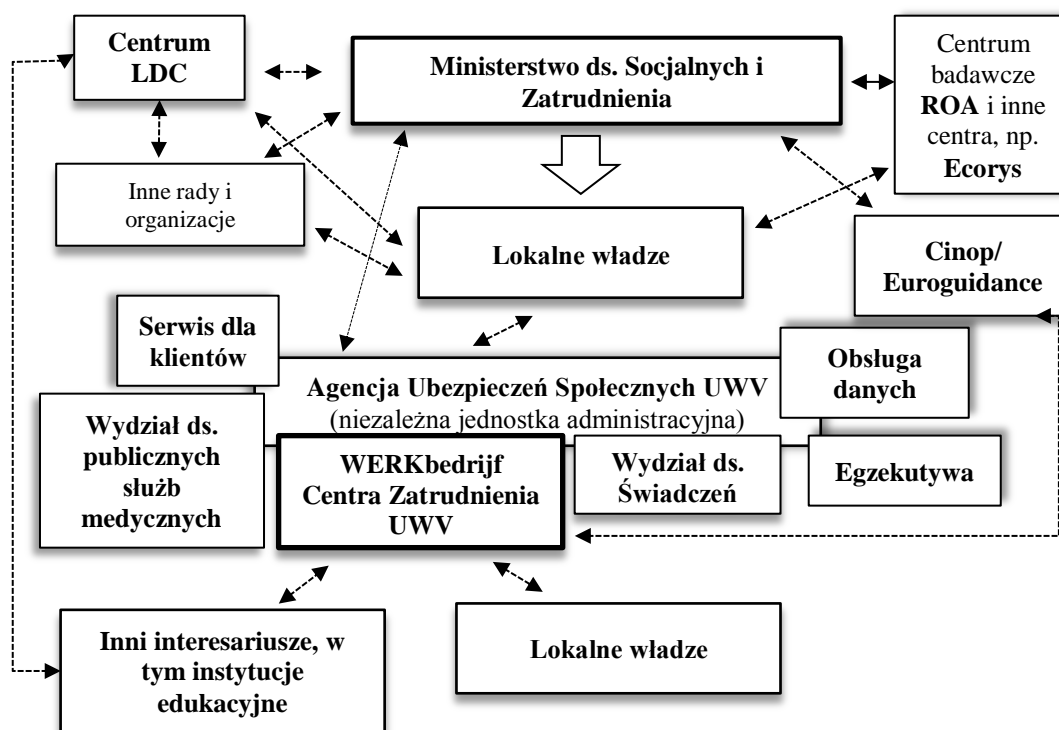 Centrum
LDC
Ministerstwo ds. Socjalnych i
Zatrudnienia
Centrum
badawcze
ROA i inne
centra, np.
Ecorys
Inne rady i
organizacje
Lokalne władze
Cinop/
Euroguidance
Serwis dla
klientów
Agencja Ubezpieczeń Społecznych UWV
(niezależna jednostka administracyjna)
Obsługa
danych
Wydział ds.
publicznych
służb
medycznych
WERKbedrijf
Centra Zatrudnienia
UWV
Wydział ds.
Świadczeń
Egzekutywa
Inni interesariusze, w
tym instytucje
edukacyjne
Lokalne władze